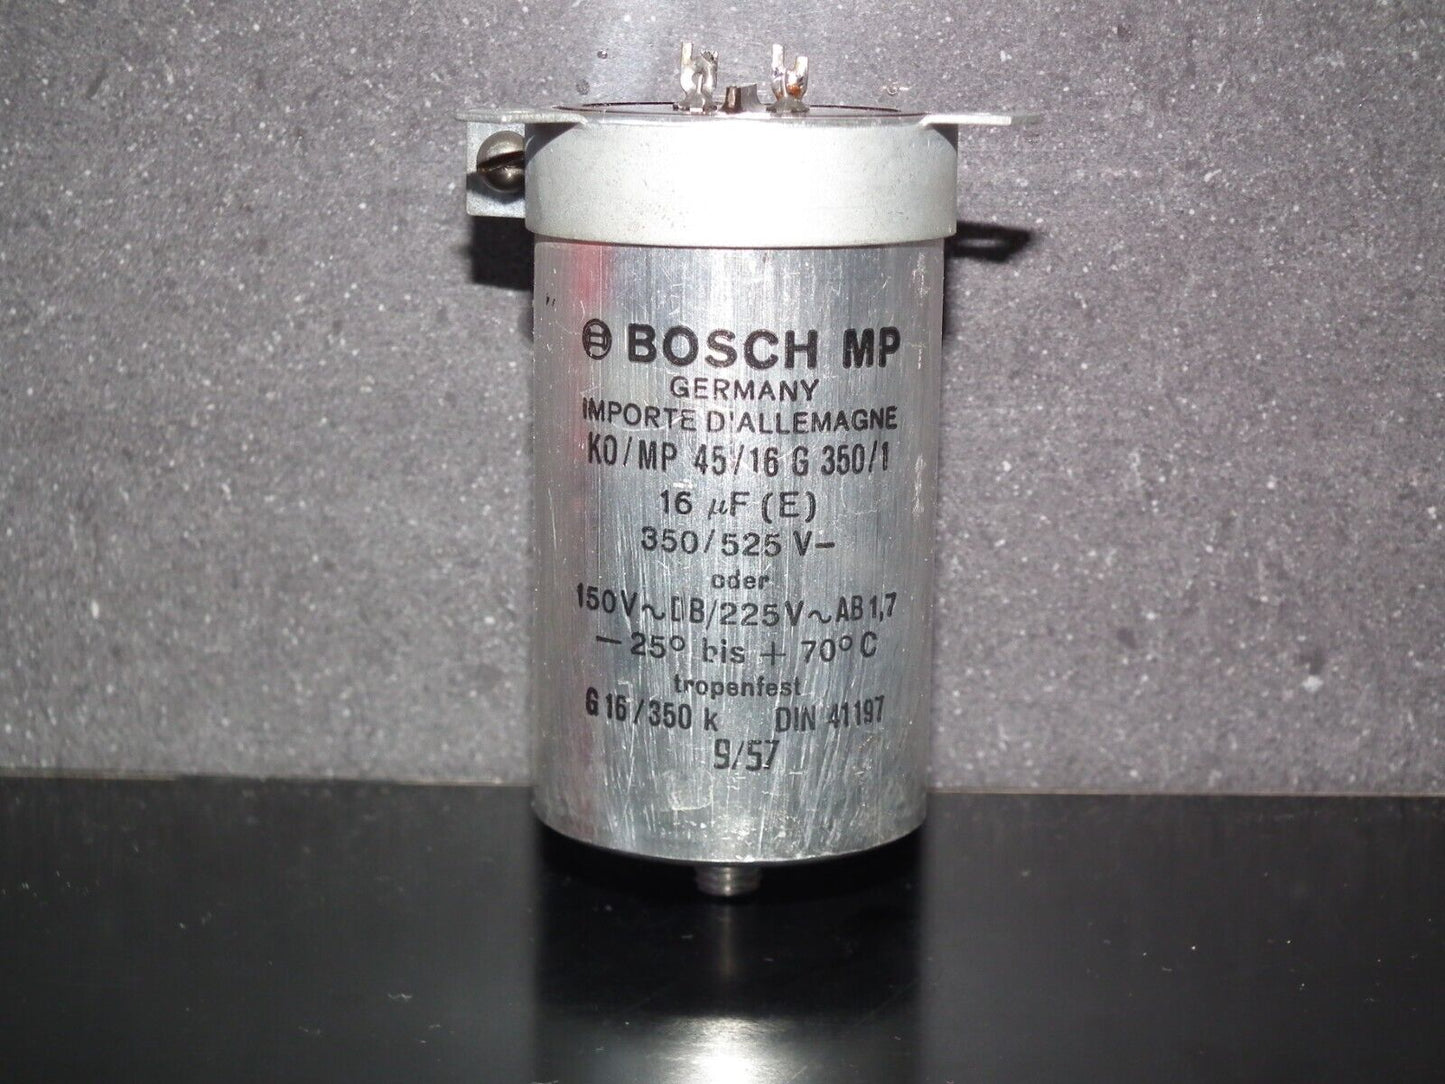 BOSCH MP
GERMANY
IMPORTE D'ALLEMAGNE
KO/MP 45/16 G 350/1
16 µF (E)
350/525 V–
oder
150V~DB/225V~AB 1,7
– 25° bis + 70° C
tropenfest
G 16/350 k DIN 41197
9/57